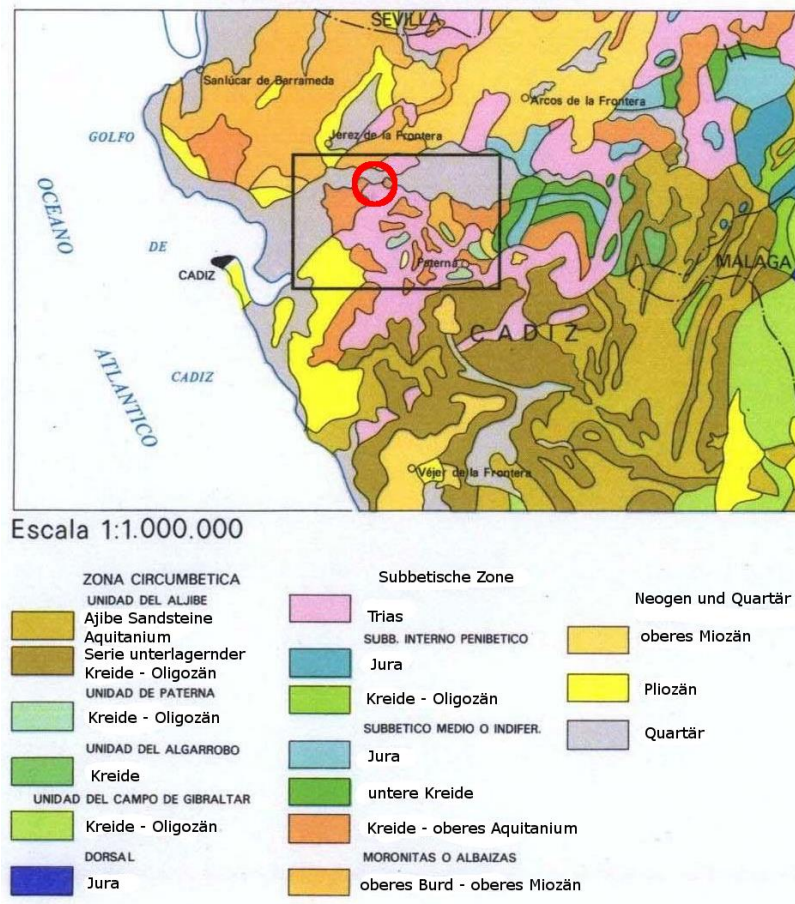 SEVILLA
Sanlúcar de Barrameda
Arcos de la Frontera
GOLFO
Jerez de la Frontera
OCEANO
DE
CADIZ
Paterna
MALAGA
CADIZ
ATLANTICO
CADIZ
Véjer de la Frontera
Escala 1:1.000.000
ZONA CIRCUMBETICA
UNIDAD DEL ALJIBE
Ajibe Sandsteine
Aquitanium
Serie unterlagernder
Kreide - Oligozän
UNIDAD DE PATERNA
Kreide - Oligozän
UNIDAD DEL ALGARROBO
Kreide
UNIDAD DEL CAMPO DE GIBRALTAR
Kreide - Oligozän
DORSAL
Jura
Subbetische Zone
Trias
SUBB. INTERNO PENIBETICO
Jura
Kreide - Oligozän
SUBBETICO MEDIO O INDIFER.
Jura
untere Kreide
Kreide - oberes Aquitanium
MORONITAS O ALBAIZAS
oberes Burd - oberes Miozän
Neogen und Quartär
oberes Miozän
Pliozän
Quartär